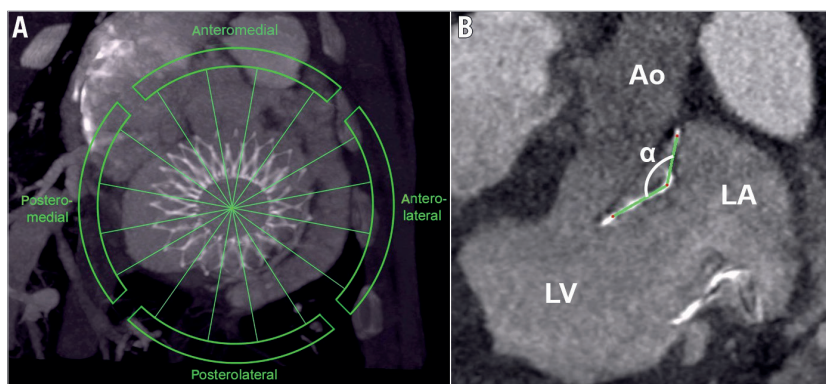 A
Anteromedial
Postero-
medial
Antero-
lateral
Posterolateral
B
Ao
α
LA
LV